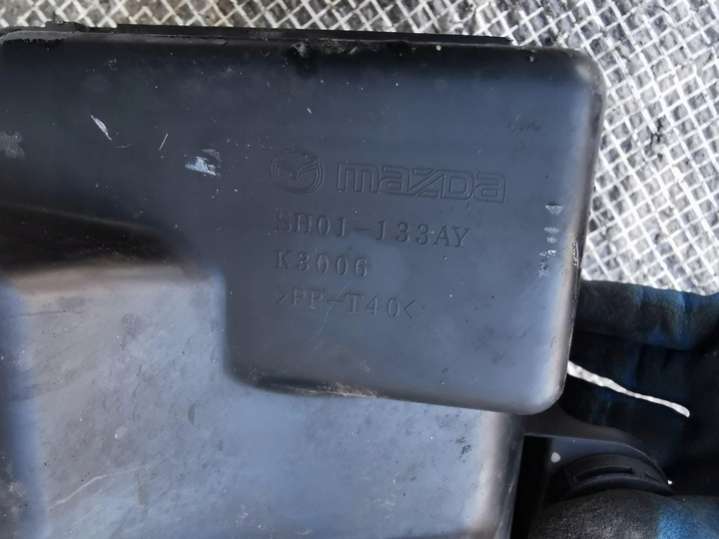 mazda
SH01-133AY
K3006
>PP-T40<